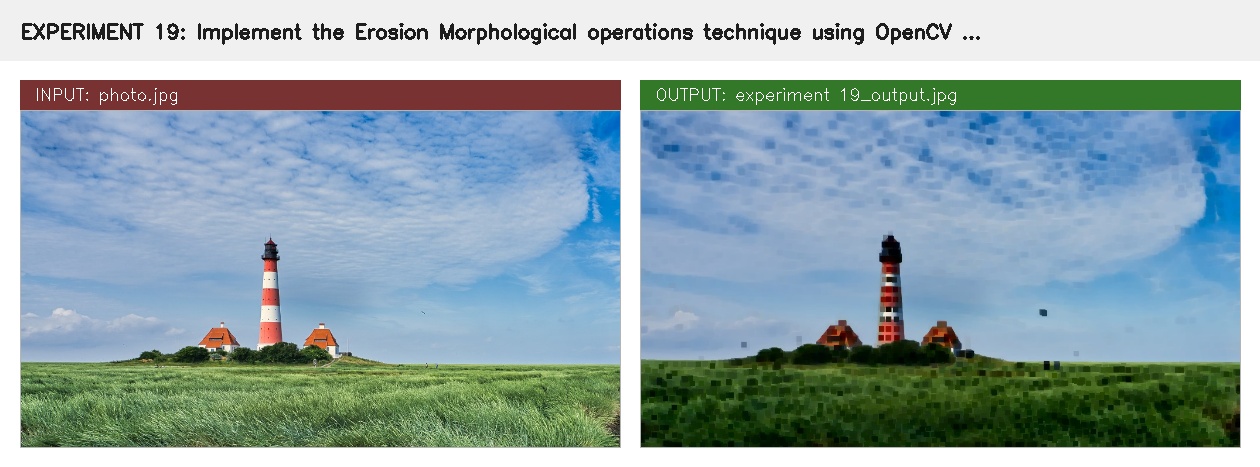 EXPERIMENT 19: Implement the Erosion Morphological operations technique using OpenCV ...
INPUT: photo.jpg
OUTPUT: experiment 19_output.jpg